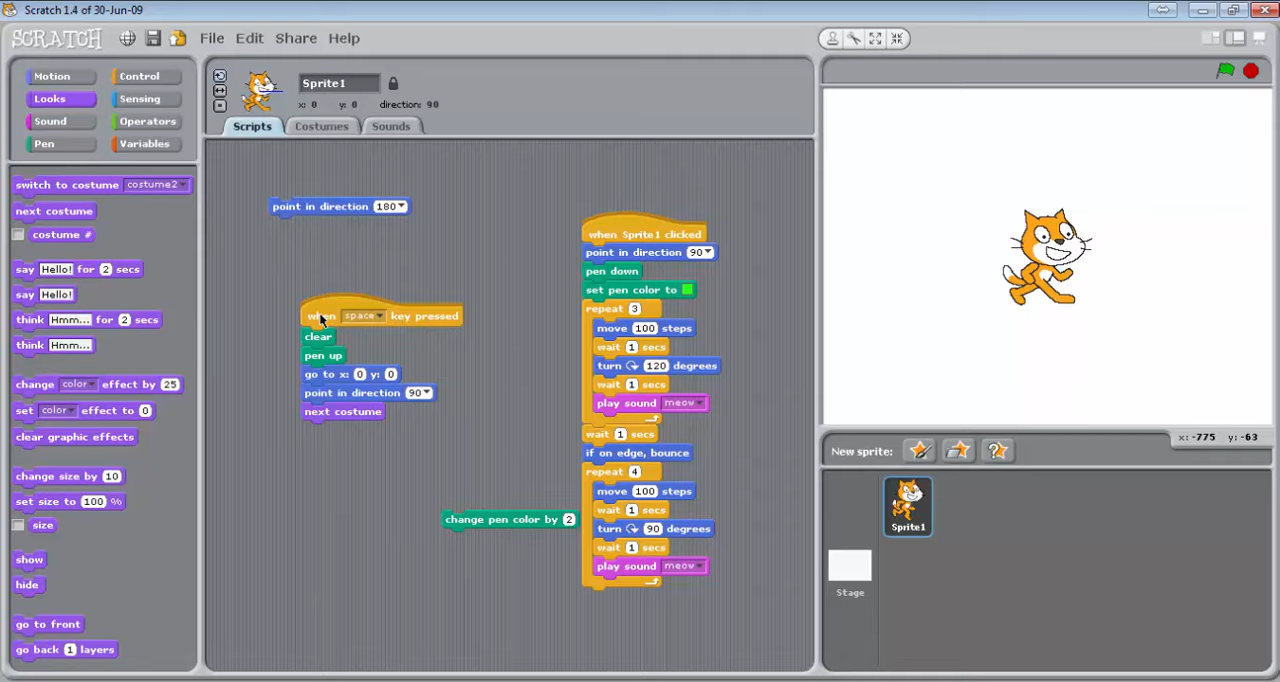 Scratch 1.4 of 30-Jun-09
SCRATCH File Edit Share Help
Motion Control
Looks Sensing
Sound Operators
Pen Variables
switch to costume costume2
next costume
costume #
say Hello! for 2 secs
say Hello!
think Hmm... for 2 secs
think Hmm...
change color effect by 25
set color effect to 0
clear graphic effects
change size by 10
set size to 100 %
size
show
hide
go to front
go back 1 layers
Sprite1
x: 0 y: 0 direction: 90
Scripts Costumes Sounds
point in direction 180
when space key pressed
clear
pen up
go to x: 0 y: 0
point in direction 90
next costume
change pen color by 2
when Sprite1 clicked
point in direction 90
pen down
set pen color to
repeat 3
move 100 steps
wait 1 secs
turn 120 degrees
wait 1 secs
play sound meow
wait 1 secs
if on edge, bounce
repeat 4
move 100 steps
wait 1 secs
turn 90 degrees
wait 1 secs
play sound meow
x: -775 y: -63
New sprite:
Sprite1
Stage